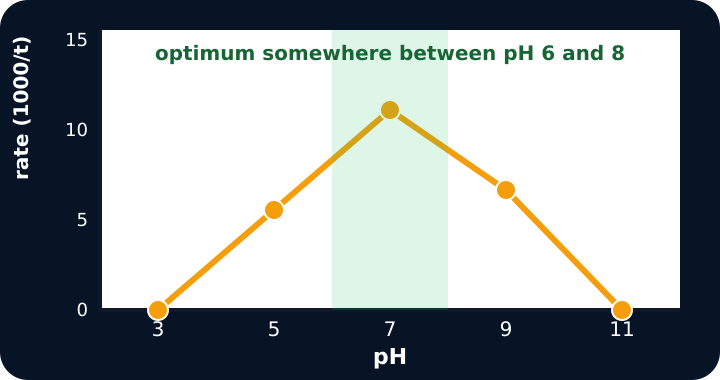 optimum somewhere between pH 6 and 8
rate (1000/t)
15
10
5
0
3 5 7 9 11
pH